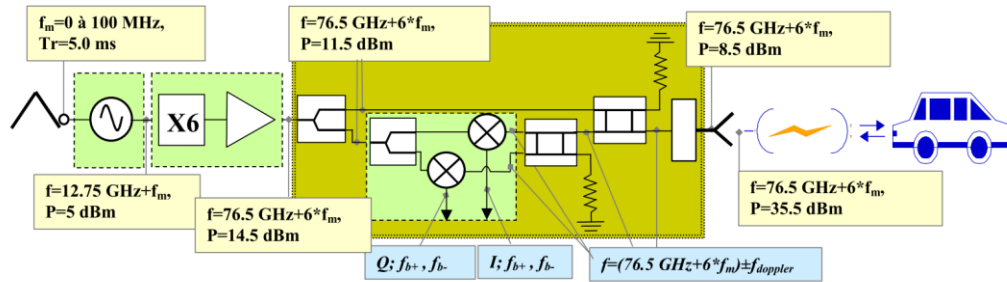 fm=0 à 100 MHz,
Tr=5.0 ms
f=76.5 GHz+6*fm,
P=11.5 dBm
f=76.5 GHz+6*fm,
P=8.5 dBm
X6
f=12.75 GHz+fm,
P=5 dBm
f=76.5 GHz+6*fm,
P=14.5 dBm
f=76.5 GHz+6*fm,
P=35.5 dBm
Q; fb+ , fb-
I; fb+ , fb-
f=(76.5 GHz+6*fm)±fdoppler